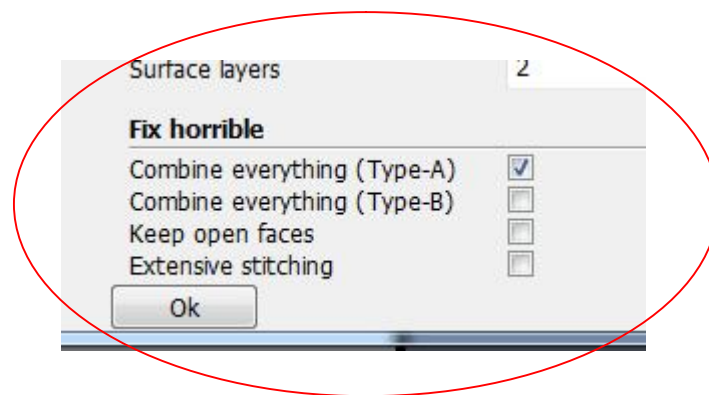 Surface layers 2
Fix horrible
Combine everything (Type-A)
Combine everything (Type-B)
Keep open faces
Extensive stitching
Ok